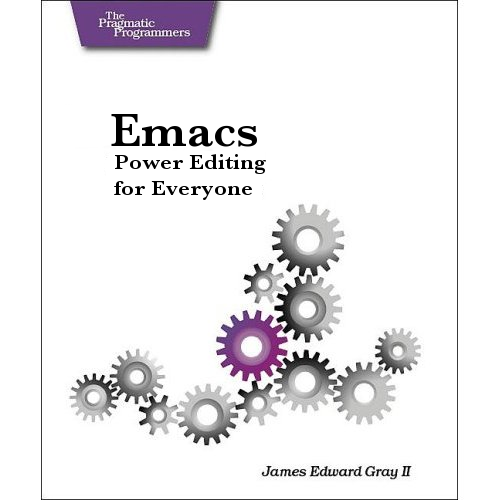 The
Pragmatic
Programmers
Emacs
Power Editing
for Everyone
James Edward Gray II